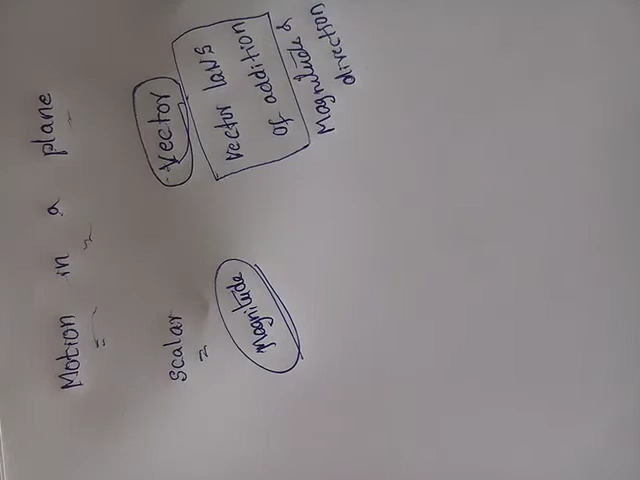 Motion in a plane
Scalar
Magnitude
Vector
vector laws
of addition
Magnitude &
direction